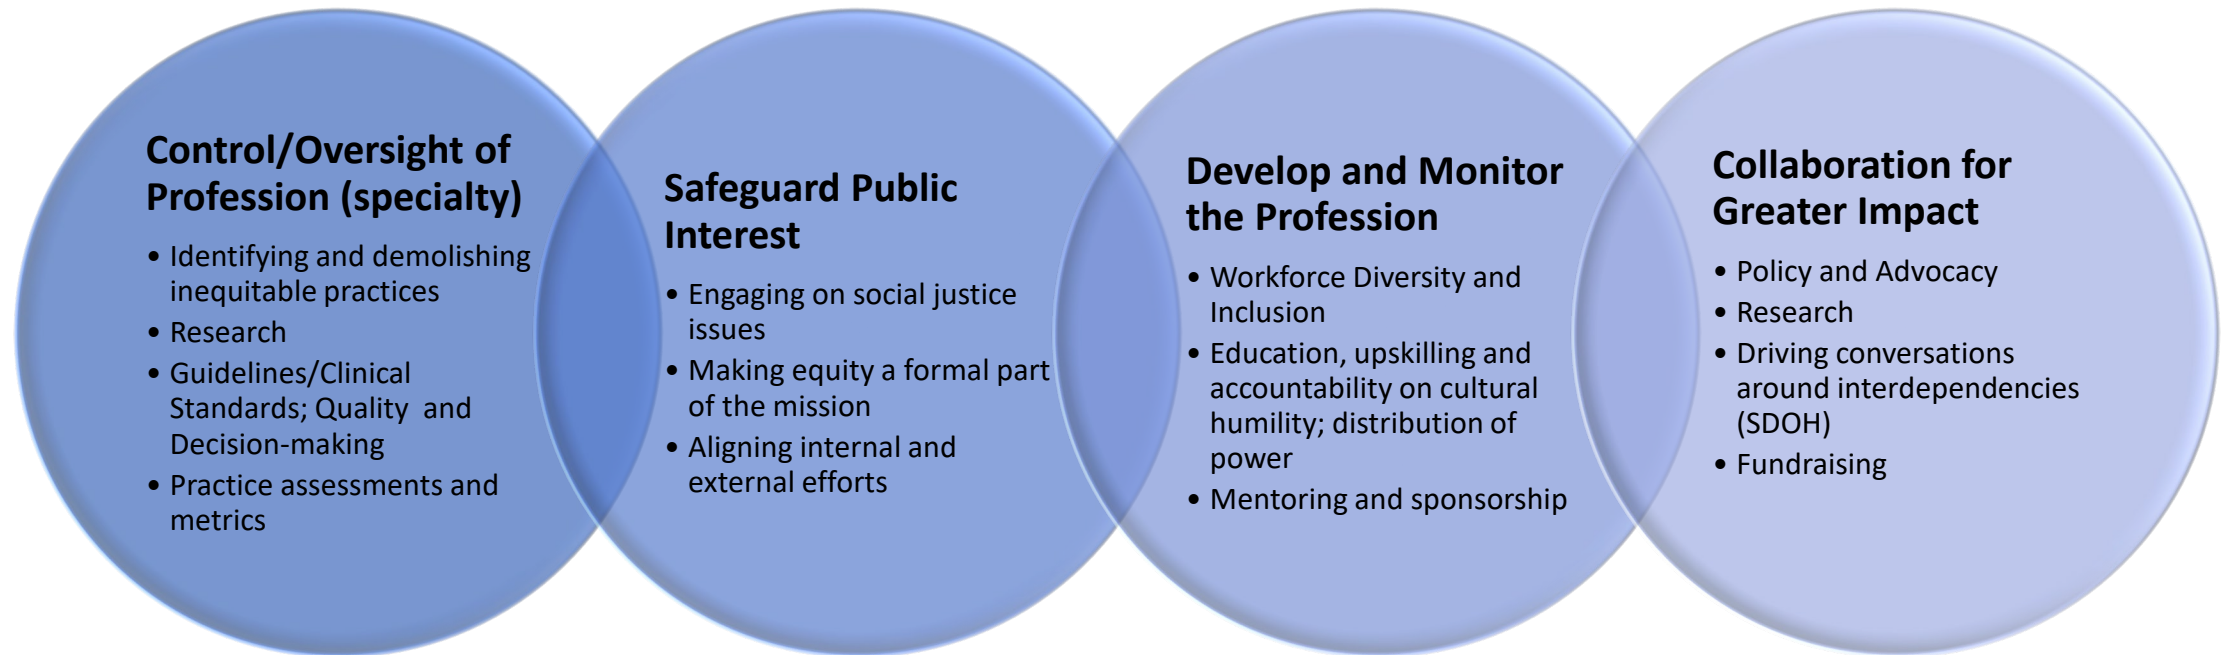 Control/Oversight of
Profession (specialty)
• Identifying and demolishing
inequitable practices
• Research
• Guidelines/Clinical
Standards; Quality  and
Decision-making
• Practice assessments and
metrics
Safeguard Public
Interest
• Engaging on social justice
issues
• Making equity a formal part
of the mission
• Aligning internal and
external efforts
Develop and Monitor
the Profession
• Workforce Diversity and
Inclusion
• Education, upskilling and
accountability on cultural
humility; distribution of
power
• Mentoring and sponsorship
Collaboration for
Greater Impact
• Policy and Advocacy
• Research
• Driving conversations
around interdependencies
(SDOH)
• Fundraising